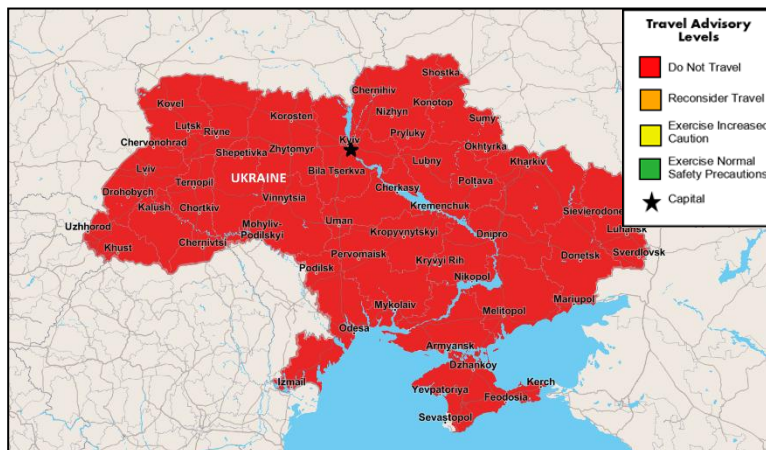 Travel Advisory
Levels
Do Not Travel
Reconsider Travel
Exercise Increased
Caution
Exercise Normal
Safety Precautions
Capital
Shostka
Chernihiv
Kovel
Konotop
Nizhyn
Korosten
Sumy
Lutsk
Rivne
Pryluky
Kyiv
Chervonohrad
Okhtyrka
Shepetivka
Zhytomyr
Lubny
Kharkiv
Lviv
Bila Tserkva
UKRAINE
Ternopil
Poltava
Drohobych
Cherkasy
Vinnytsia
Kalush
Chortkiv
Kremenchuk
Sievierodone
Uman
Uzhhorod
Mohyliv-
Podilskyi
Luhansk
Kropyvnytskyi
Dnipro
Khust
Chernivtsi
Sverdlovsk
Pervomaisk
Donetsk
Podilsk
Kryvyi Rih
Nikopol
Mariupol
Mykolaiv
Melitopol
Odesa
Armyansk
Dzhankoy
Izmail
Kerch
Yevpatoriya
Feodosia
Sevastopol